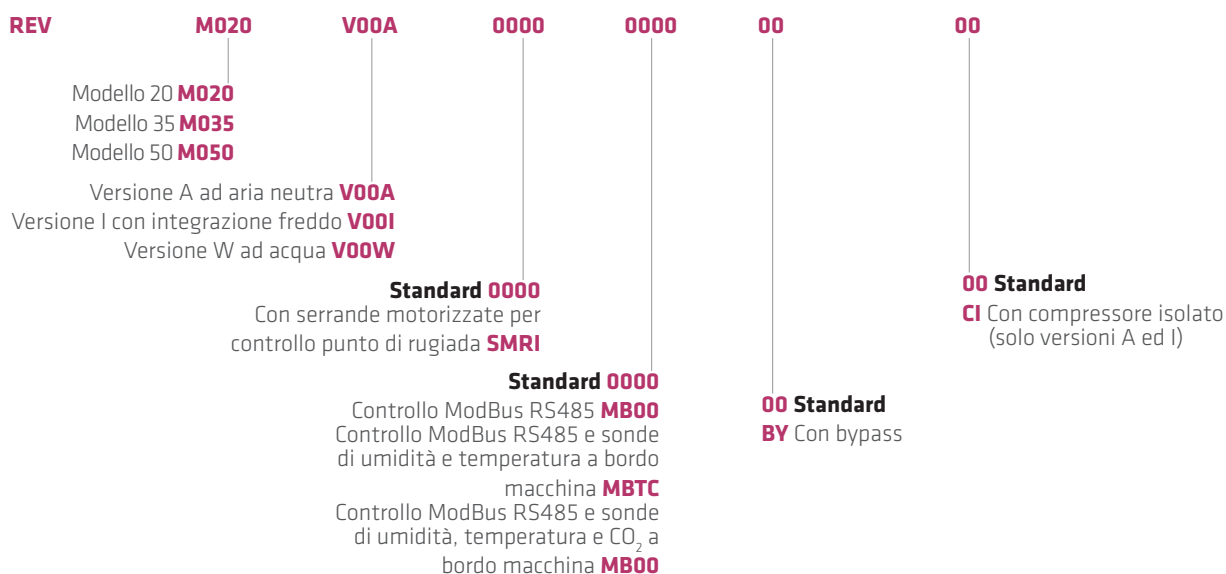 REV M020 V00A 0000 0000 00 00
Modello 20 M020
Modello 35 M035
Modello 50 M050
Versione A ad aria neutra V00A
Versione I con integrazione freddo V00I
Versione W ad acqua V00W
Standard 0000
Con serrande motorizzate per
controllo punto di rugiada SMRI
Standard 0000
Controllo ModBus RS485 MB00
Controllo ModBus RS485 e sonde
di umidità e temperatura a bordo
macchina MBTC
Controllo ModBus RS485 e sonde
di umidità, temperatura e CO₂ a
bordo macchina MB00
00 Standard
BY Con bypass
00 Standard
CI Con compressore isolato
(solo versioni A ed I)